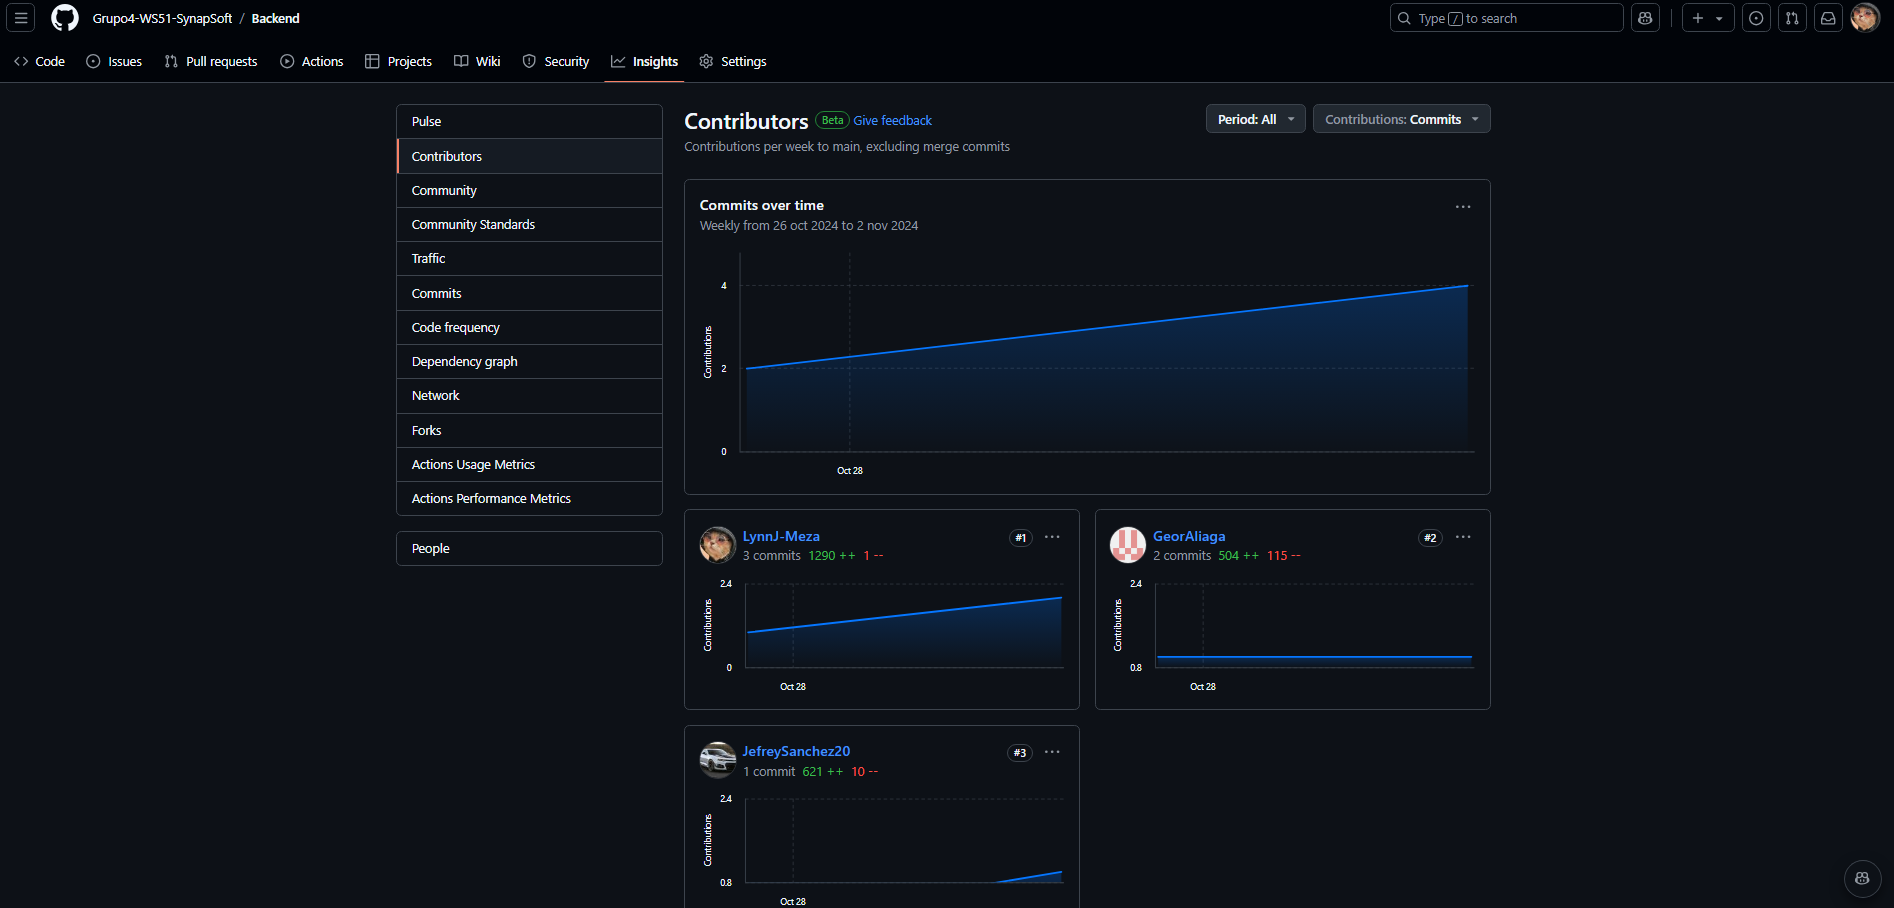 Grupo4-WS51-SynapSoft / Backend
Type / to search
Code Issues Pull requests Actions Projects Wiki Security Insights Settings
Pulse
Contributors
Community
Community Standards
Traffic
Commits
Code frequency
Dependency graph
Network
Forks
Actions Usage Metrics
Actions Performance Metrics
People
Contributors Beta Give feedback
Period: All
Contributions: Commits
Contributions per week to main, excluding merge commits
Commits over time
Weekly from 26 oct 2024 to 2 nov 2024
Contributions
4
2
0
Oct 28
LynnJ-Meza
#1
3 commits 1290 ++ 1 --
Contributions
2.4
0
Oct 28
GeorAliaga
#2
2 commits 504 ++ 115 --
Contributions
2.4
0.8
Oct 28
JefreySanchez20
#3
1 commit 621 ++ 10 --
Contributions
2.4
0.8
Oct 28